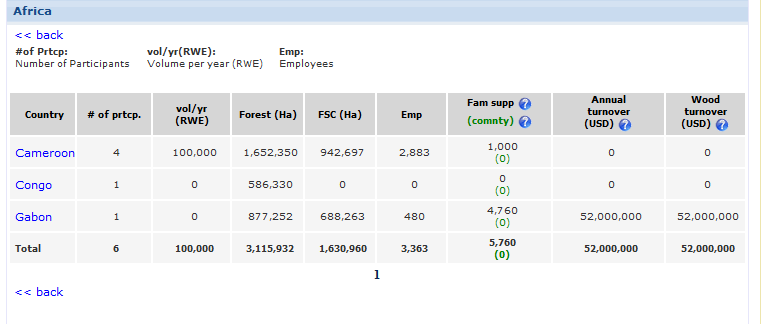 Africa
<< back
#of Prtcp: vol/yr(RWE): Emp:
Number of Participants Volume per year (RWE) Employees
Country # of prtcp. vol/yr (RWE) Forest (Ha) FSC (Ha) Emp Fam supp ? (comnty) ? Annual turnover (USD) ? Wood turnover (USD) ?
Cameroon 4 100,000 1,652,350 942,697 2,883 1,000 (0) 0 0
Congo 1 0 586,330 0 0 0 (0) 0 0
Gabon 1 0 877,252 688,263 480 4,760 (0) 52,000,000 52,000,000
Total 6 100,000 3,115,932 1,630,960 3,363 5,760 (0) 52,000,000 52,000,000
1
<< back